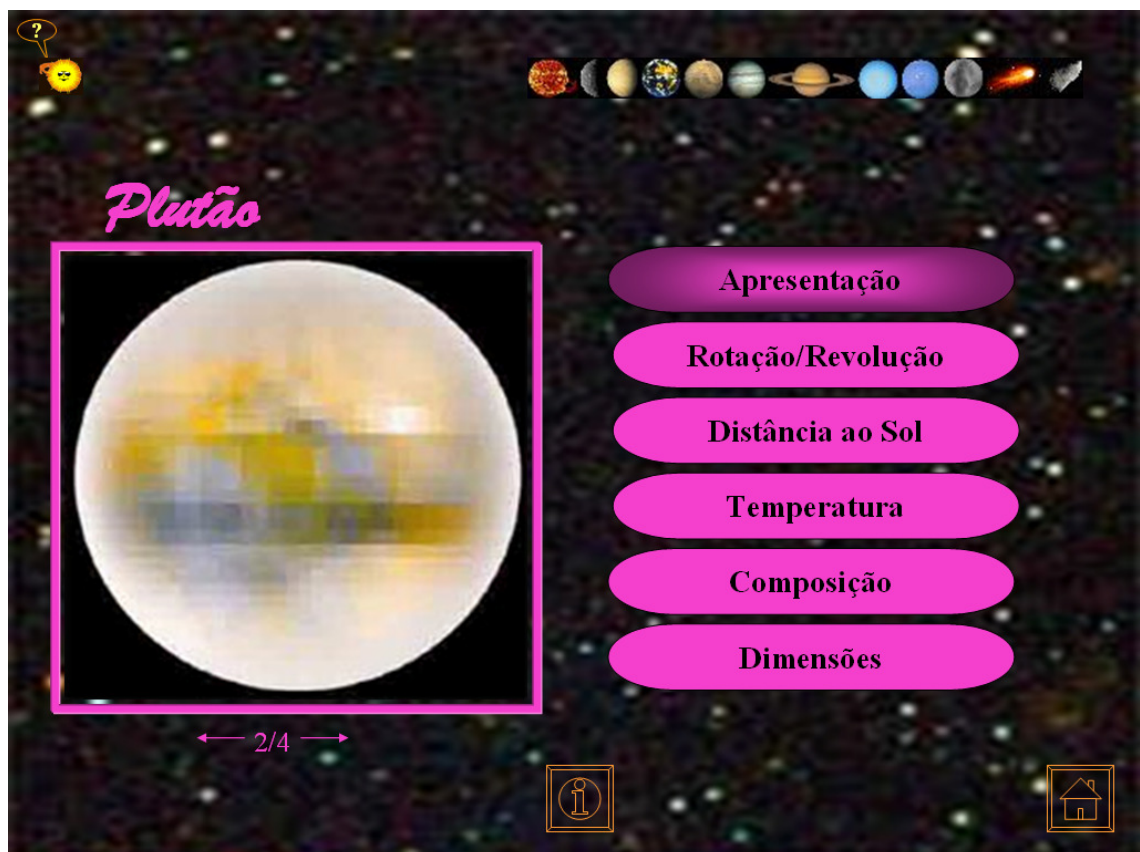 ?
Plutão
Apresentação
Rotação/Revolução
Distância ao Sol
Temperatura
Composição
Dimensões
2/4
i